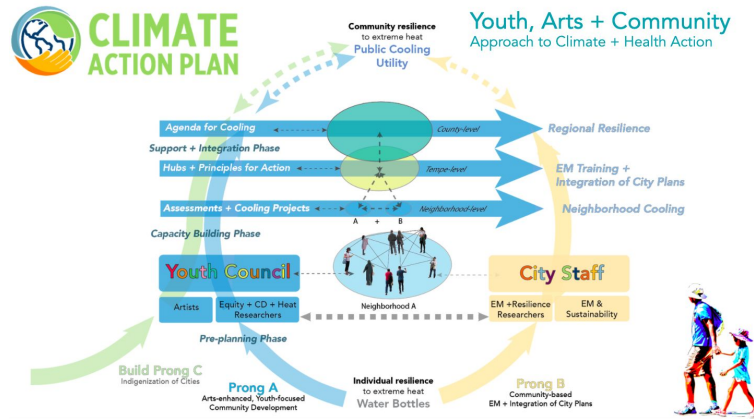 CLIMATE
ACTION PLAN
Community resilience
to extreme heat
Public Cooling
Utility
Youth, Arts + Community
Approach to Climate + Health Action
Agenda for Cooling
County-level
Regional Resilience
Support + Integration Phase
Hubs + Principles for Action
Tempe-level
EM Training +
Integration of City Plans
Assessments + Cooling Projects
Neighborhood-level
Neighborhood Cooling
A + B
Capacity Building Phase
Youth Council
City Staff
Artists
Equity + CD + Heat
Researchers
Neighborhood A
EM +Resilience
Researchers
EM &
Sustainability
Pre-planning Phase
Build Prong C
Indigenization of Cities
Prong A
Arts-enhanced, Youth-focused
Community Development
Individual resilience
to extreme heat
Water Bottles
Prong B
Community-based
EM + Integration of City Plans